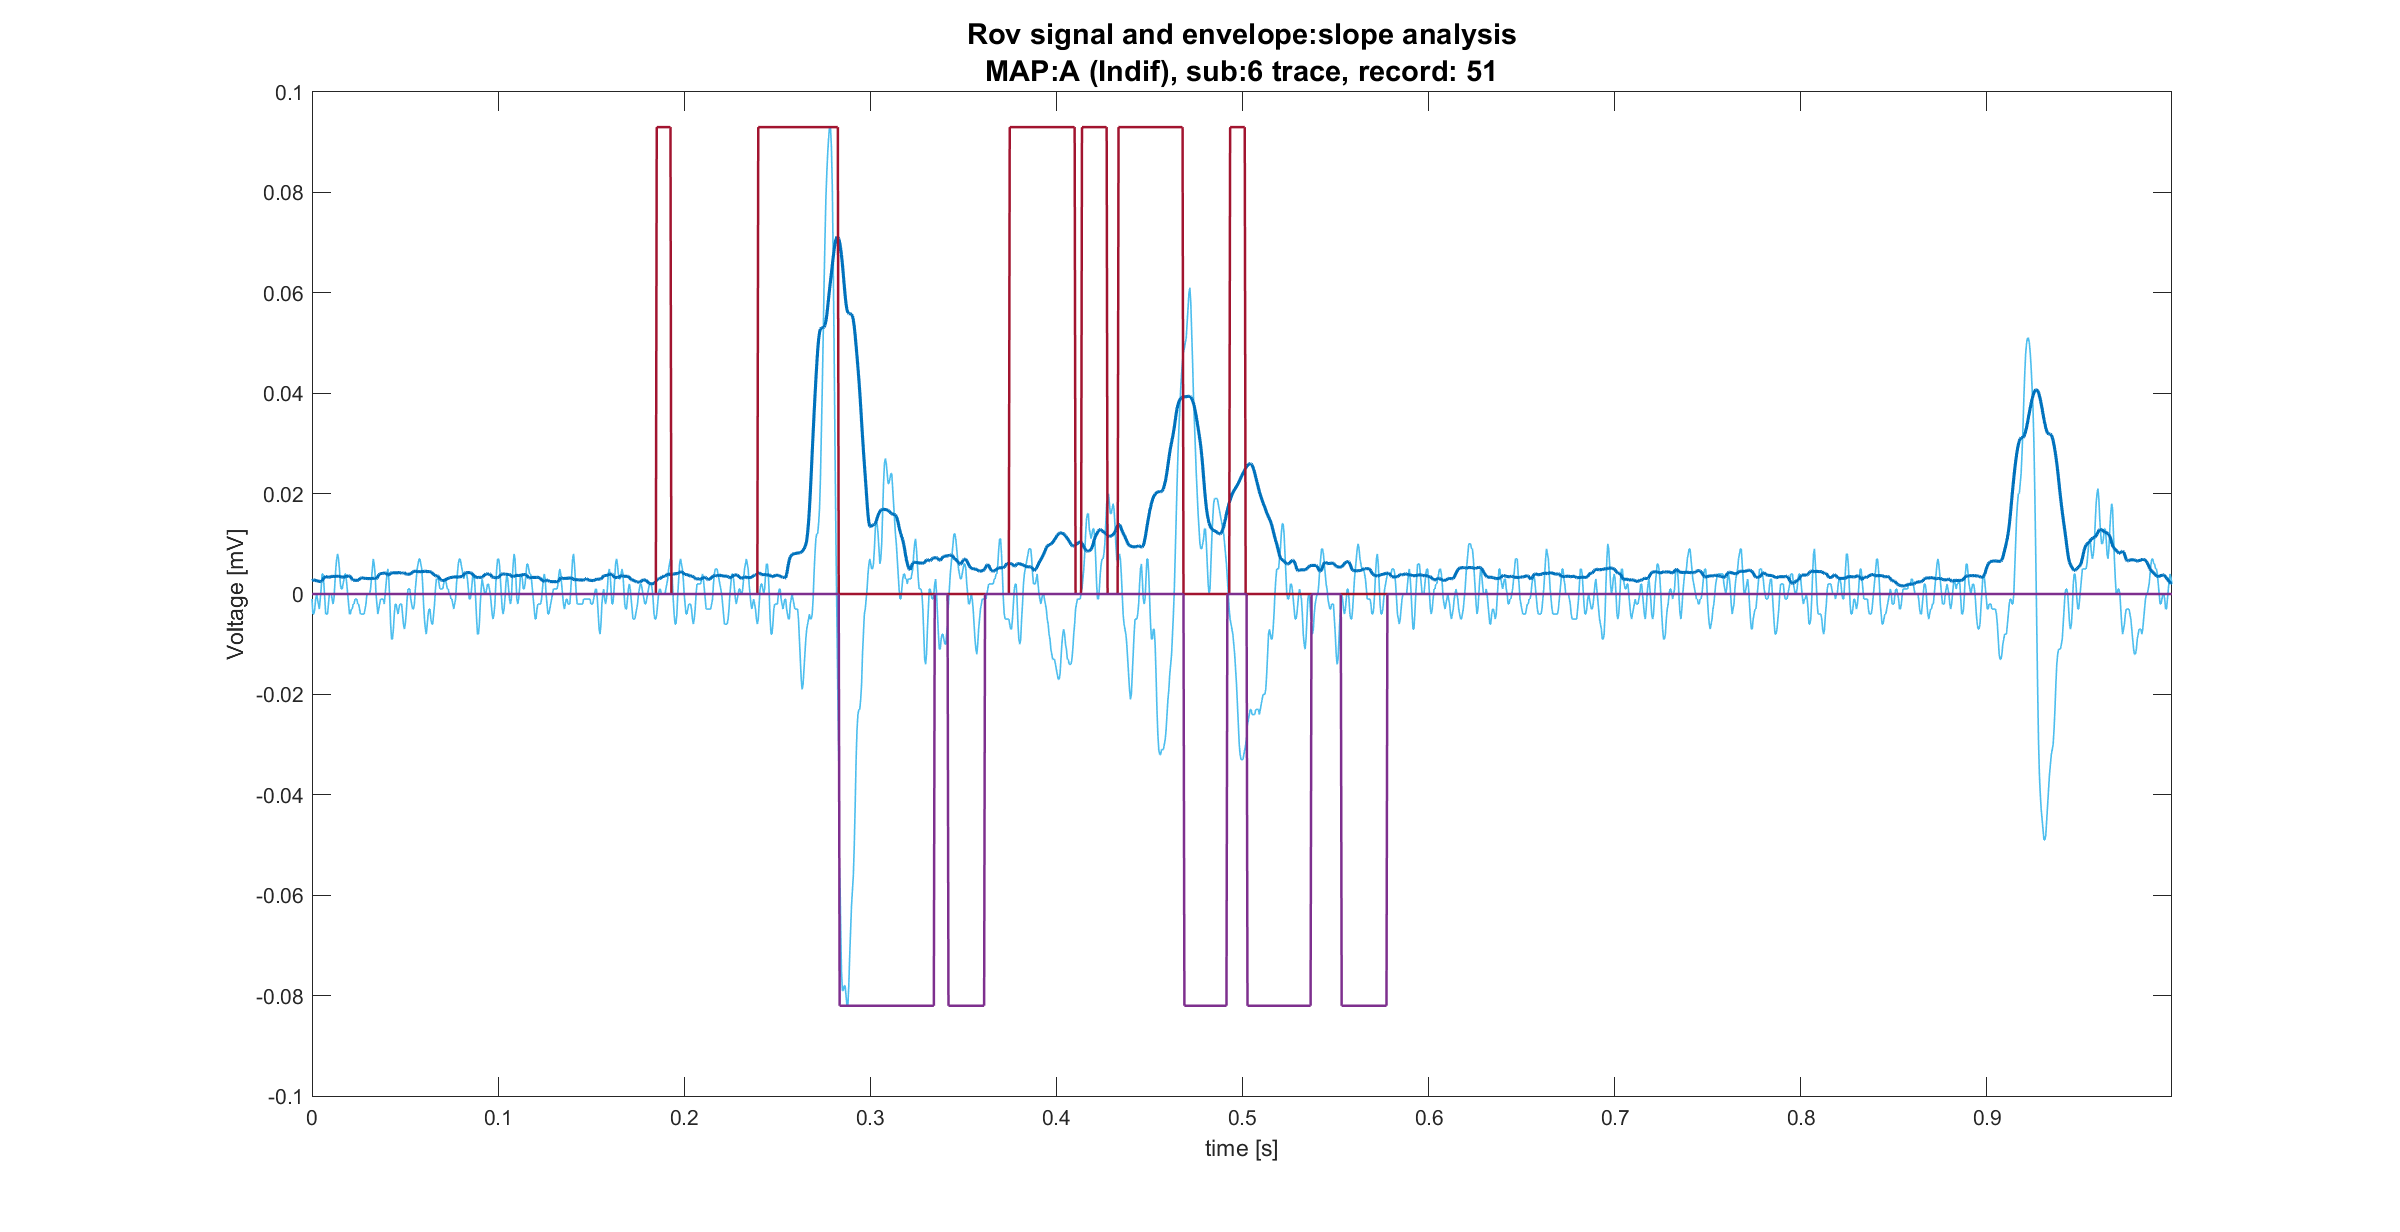 Rov signal and envelope:slope analysis
MAP:A (Indif), sub:6 trace, record: 51
0.1
0.08
0.06
0.04
0.02
0
-0.02
-0.04
-0.06
-0.08
-0.1
Voltage [mV]
0 0.1 0.2 0.3 0.4 0.5 0.6 0.7 0.8 0.9
time [s]